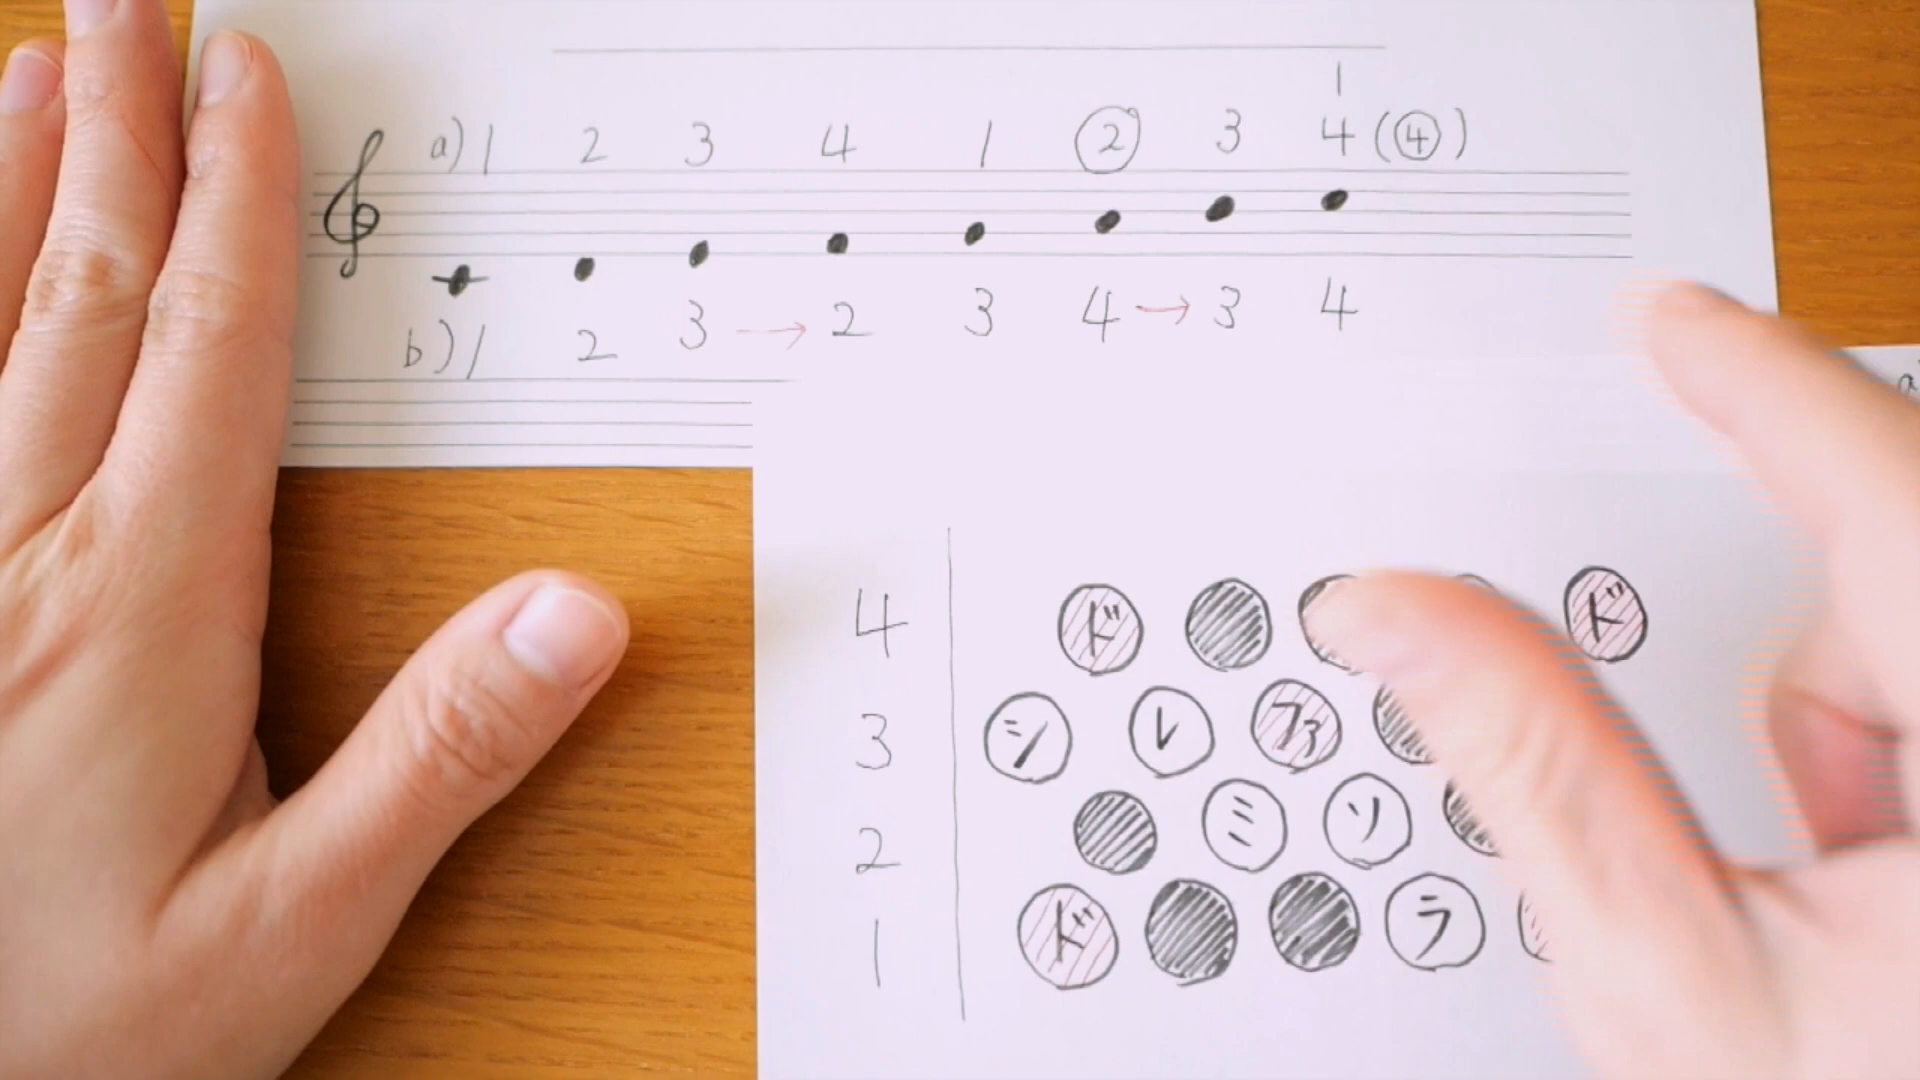 1
a) 1 2 3 4 1 ② 3 4 (④)
b) 1 2 3 → 2 3 4 → 3 4
a
4 ド ド
3 シ レ ファ
2 ミ ソ
1 ド ラ